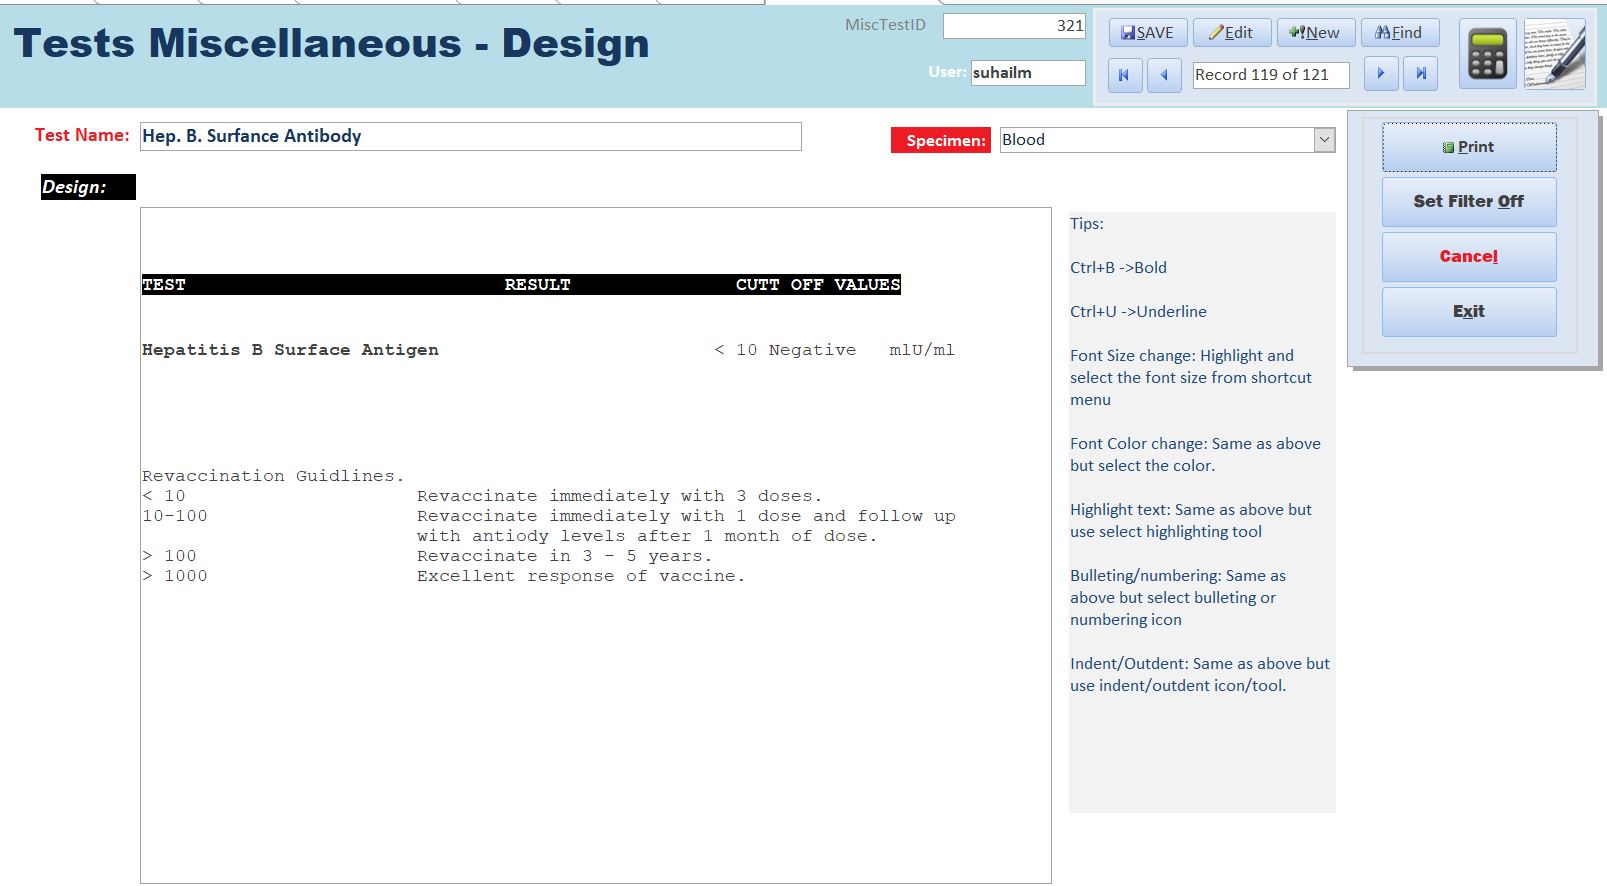 Tests Miscellaneous - Design
MiscTestID 321
User: suhailm
SAVE Edit New Find
Record 119 of 121
Test Name: Hep. B. Surfance Antibody
Specimen: Blood
Print
Set Filter Off
Cancel
Exit
Design:
TEST RESULT CUTT OFF VALUES
Hepatitis B Surface Antigen < 10 Negative mlU/ml
Revaccination Guidlines.
< 10 Revaccinate immediately with 3 doses.
10-100 Revaccinate immediately with 1 dose and follow up
with antiody levels after 1 month of dose.
> 100 Revaccinate in 3 - 5 years.
> 1000 Excellent response of vaccine.
Tips:
Ctrl+B ->Bold
Ctrl+U ->Underline
Font Size change: Highlight and
select the font size from shortcut
menu
Font Color change: Same as above
but select the color.
Highlight text: Same as above but
use select highlighting tool
Bulleting/numbering: Same as
above but select bulleting or
numbering icon
Indent/Outdent: Same as above but
use indent/outdent icon/tool.